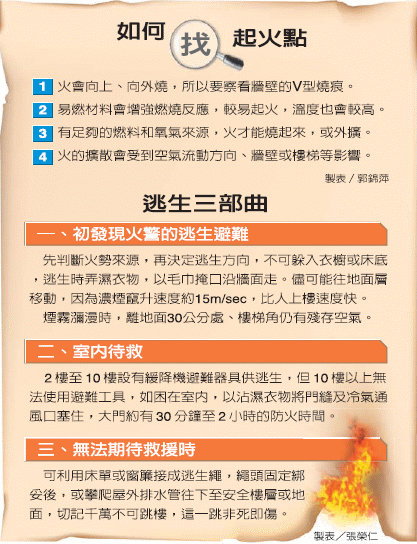 如何找起火點
1 火會向上、向外燒，所以要察看牆壁的V型燒痕。
2 易燃材料會增強燃燒反應，較易起火，溫度也會較高。
3 有足夠的燃料和氧氣來源，火才能燒起來，或外擴。
4 火的擴散會受到空氣流動方向、牆壁或樓梯等影響。
製表／郭錦萍
逃生三部曲
一、初發現火警的逃生避難
先判斷火勢來源，再決定逃生方向，不可躲入衣櫥或床底
，逃生時弄濕衣物，以毛巾掩口沿牆面走。儘可能往地面層
移動，因為濃煙竄升速度約15m/sec，比人上樓速度快。
煙霧瀰漫時，離地面30公分處、樓梯角仍有殘存空氣。
二、室內待救
2 樓至 10 樓設有緩降機避難器具供逃生，但 10 樓以上無
法使用避難工具，如困在室內，以沾濕衣物將門縫及冷氣通
風口塞住，大門約有 30 分鐘至 2 小時的防火時間。
三、無法期待救援時
可利用床單或窗簾接成逃生繩，繩頭固定綁
妥後，或攀爬屋外排水管往下至安全樓層或地
面，切記千萬不可跳樓，這一跳非死即傷。
製表／張榮仁